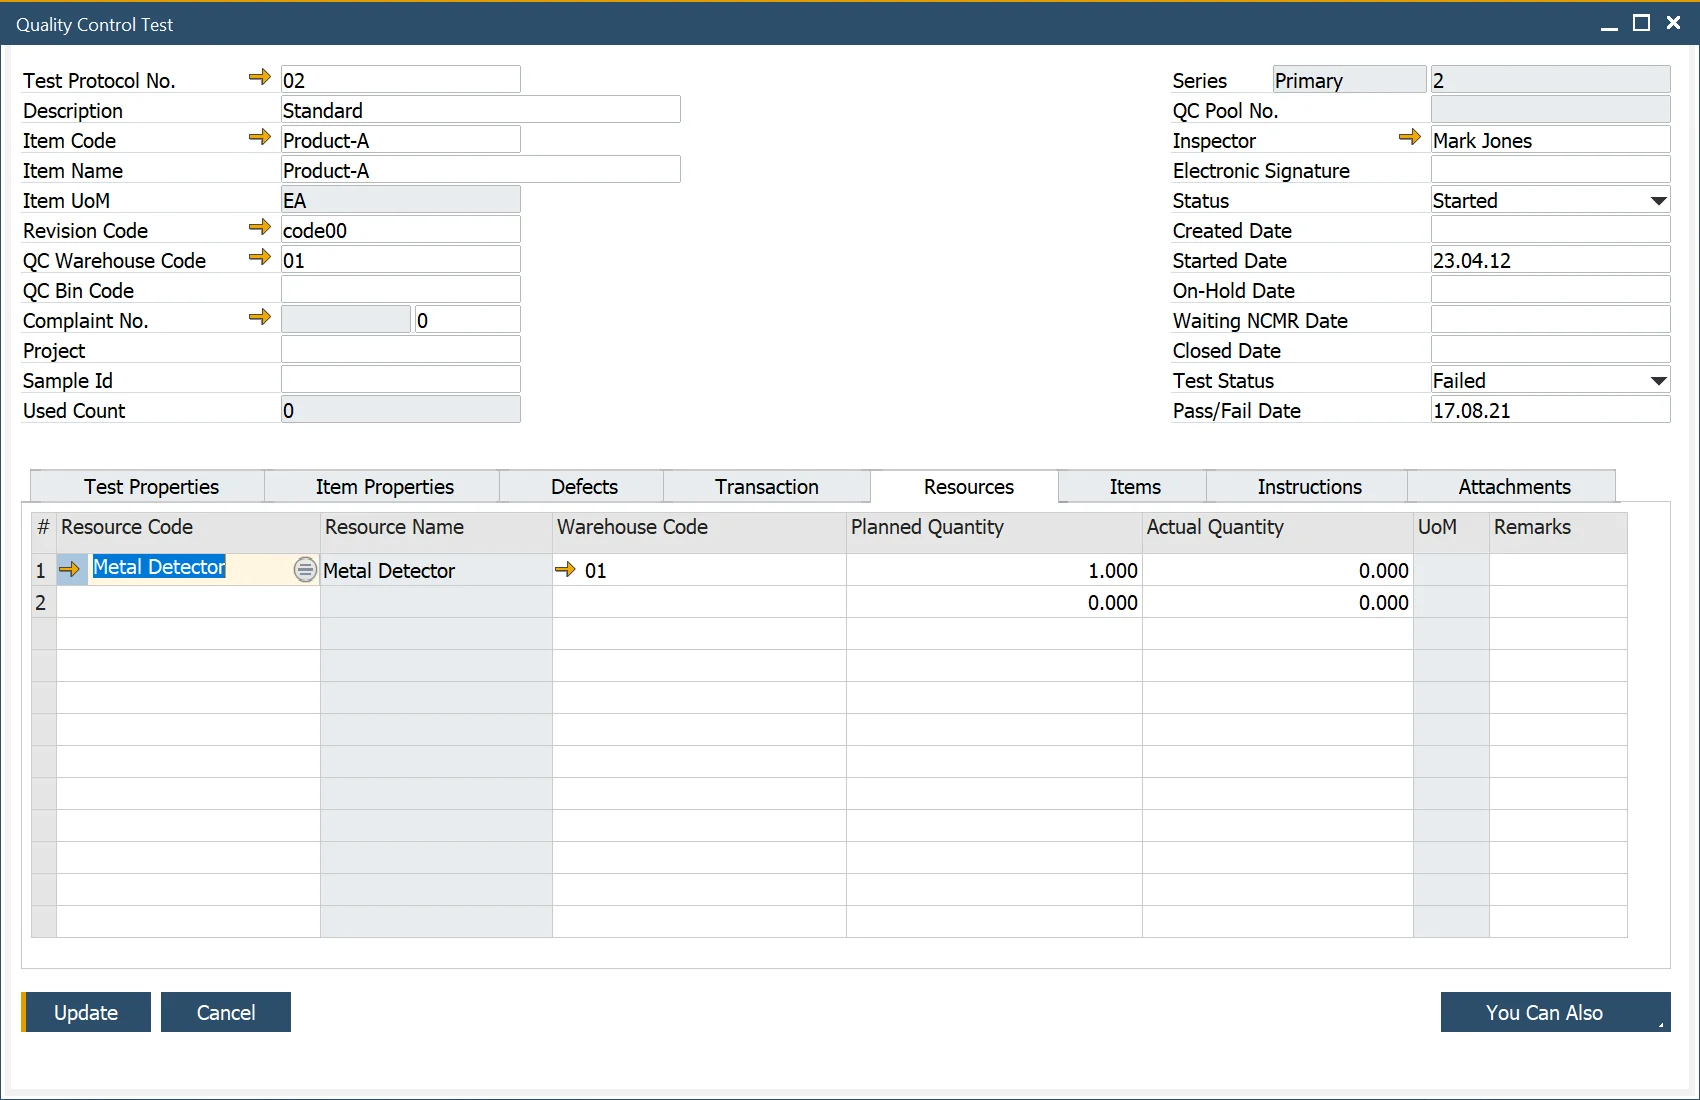 Quality Control Test
Test Protocol No. 02
Description Standard
Item Code Product-A
Item Name Product-A
Item UoM EA
Revision Code code00
QC Warehouse Code 01
QC Bin Code
Complaint No. 0
Project
Sample Id
Used Count 0
Series Primary 2
QC Pool No.
Inspector Mark Jones
Electronic Signature
Status Started
Created Date
Started Date 23.04.12
On-Hold Date
Waiting NCMR Date
Closed Date
Test Status Failed
Pass/Fail Date 17.08.21
Test Properties Item Properties Defects Transaction Resources Items Instructions Attachments
# Resource Code Resource Name Warehouse Code Planned Quantity Actual Quantity UoM Remarks
1 Metal Detector Metal Detector 01 1.000 0.000
2 0.000 0.000
Update Cancel You Can Also